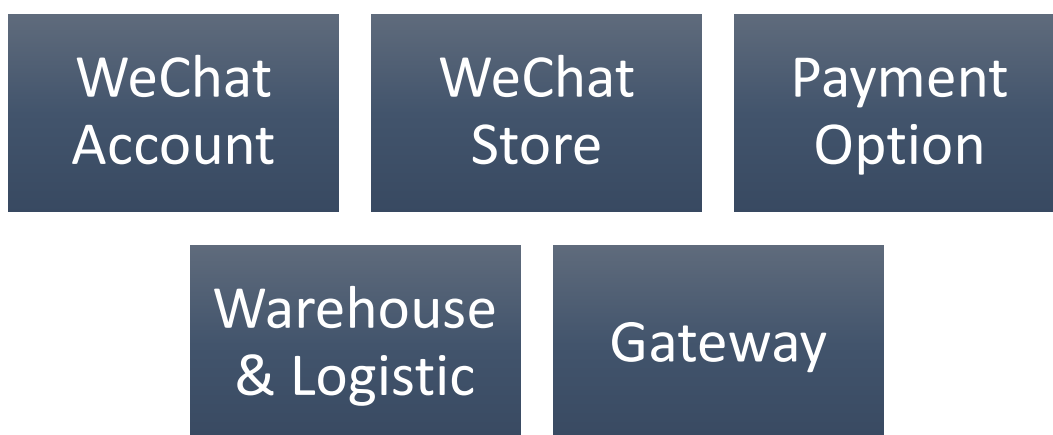 WeChat
Account
WeChat
Store
Payment
Option
Warehouse
& Logistic
Gateway